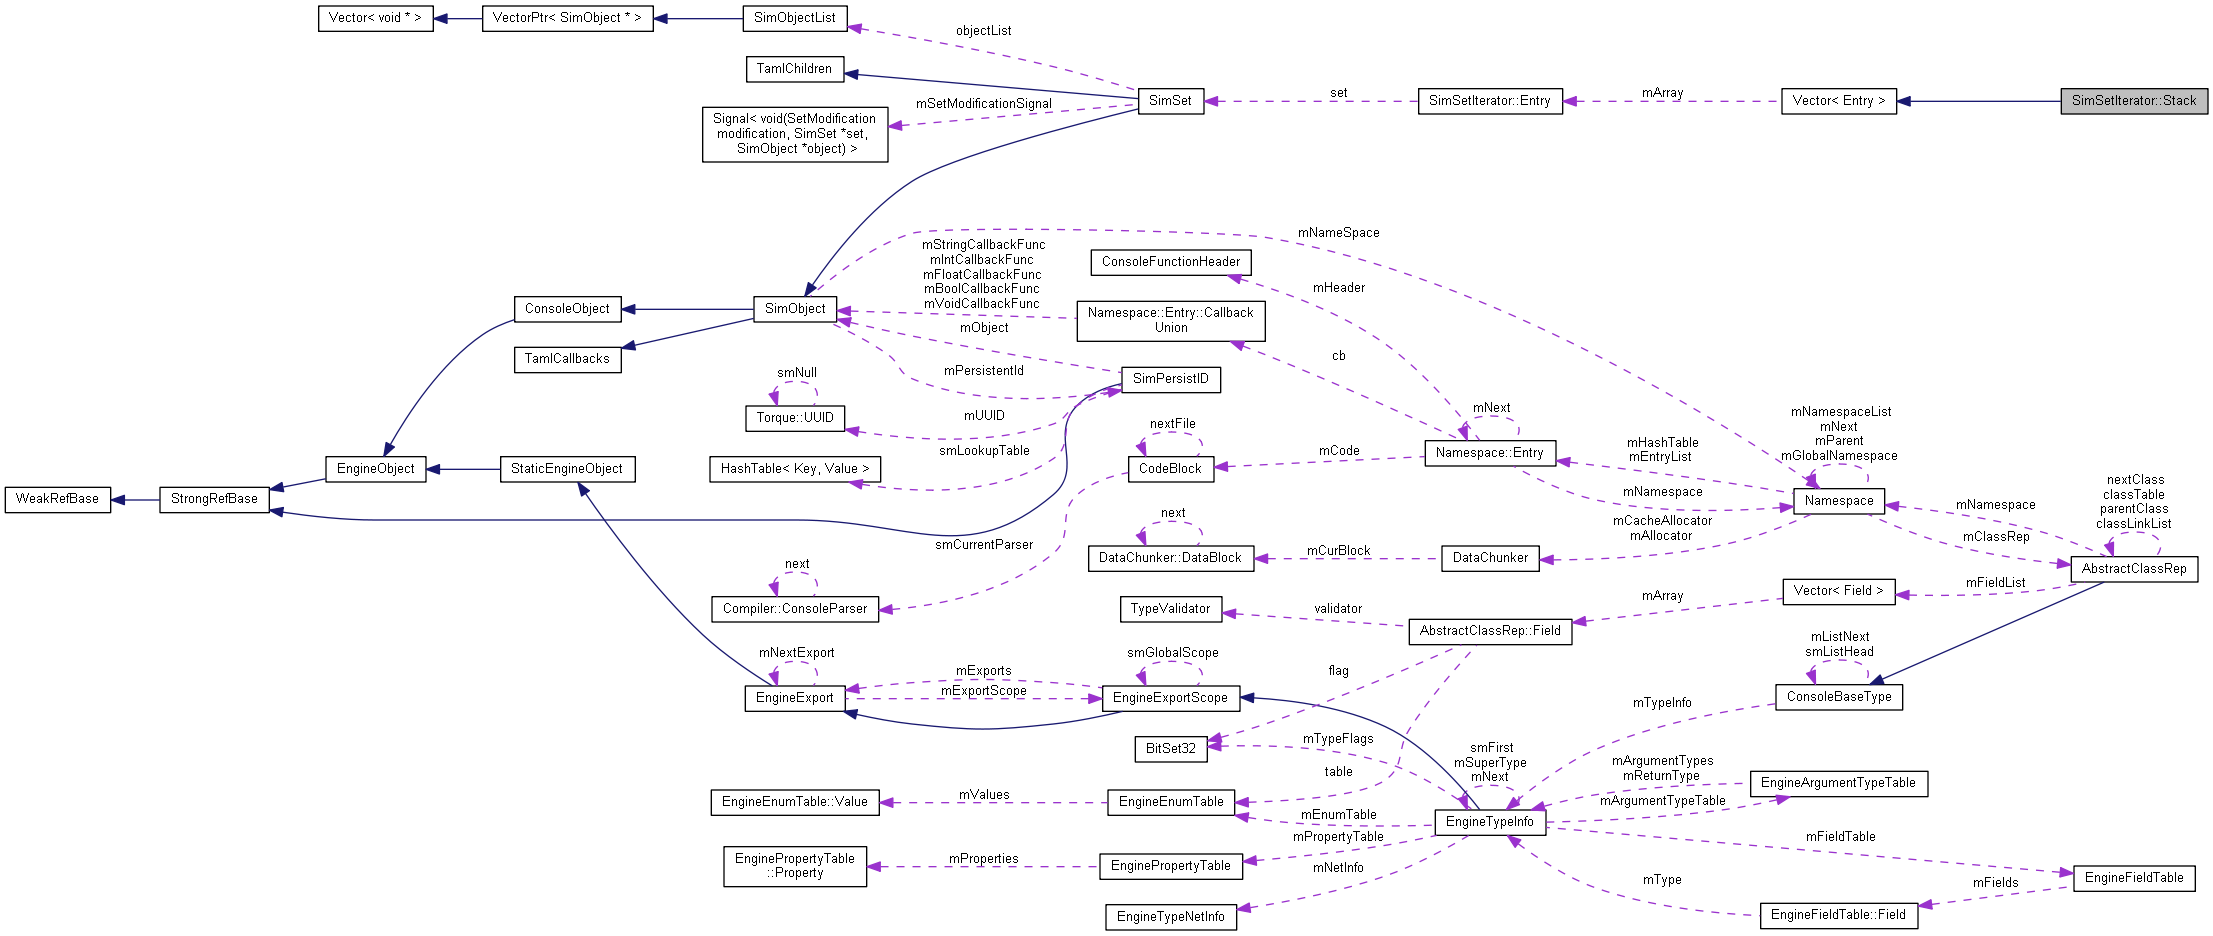 Vector< void * >
VectorPtr< SimObject * >
SimObjectList
objectList
TamlChildren
mSetModificationSignal
SimSet
set
SimSetIterator::Entry
mArray
Vector< Entry >
SimSetIterator::Stack
Signal< void(SetModification
modification, SimSet *set,
SimObject *object) >
mNameSpace
mStringCallbackFunc
mIntCallbackFunc
mFloatCallbackFunc
mBoolCallbackFunc
mVoidCallbackFunc
ConsoleFunctionHeader
mHeader
ConsoleObject
SimObject
Namespace::Entry::Callback
Union
mObject
cb
TamlCallbacks
mPersistentId
SimPersistID
smNull
Torque::UUID
mUUID
smLookupTable
HashTable< Key, Value >
nextFile
CodeBlock
mCode
mNext
Namespace::Entry
mHashTable
mEntryList
mNamespace
mNamespaceList
mNext
mParent
mGlobalNamespace
Namespace
EngineObject
StaticEngineObject
WeakRefBase
StrongRefBase
smCurrentParser
next
DataChunker::DataBlock
mCurBlock
DataChunker
mCacheAllocator
mAllocator
mNamespace
mClassRep
nextClass
classTable
parentClass
classLinkList
AbstractClassRep
next
Compiler::ConsoleParser
TypeValidator
validator
AbstractClassRep::Field
mArray
Vector< Field >
mFieldList
mNextExport
EngineExport
mExports
mExportScope
smGlobalScope
EngineExportScope
flag
mListNext
smListHead
ConsoleBaseType
mTypeInfo
BitSet32
mTypeFlags
table
smFirst
mSuperType
mNext
EngineTypeInfo
mArgumentTypes
mReturnType
mArgumentTypeTable
EngineArgumentTypeTable
EngineEnumTable::Value
mValues
EngineEnumTable
mEnumTable
mPropertyTable
mFieldTable
EnginePropertyTable
::Property
mProperties
EnginePropertyTable
mNetInfo
mType
mFields
EngineFieldTable
EngineTypeNetInfo
EngineFieldTable::Field